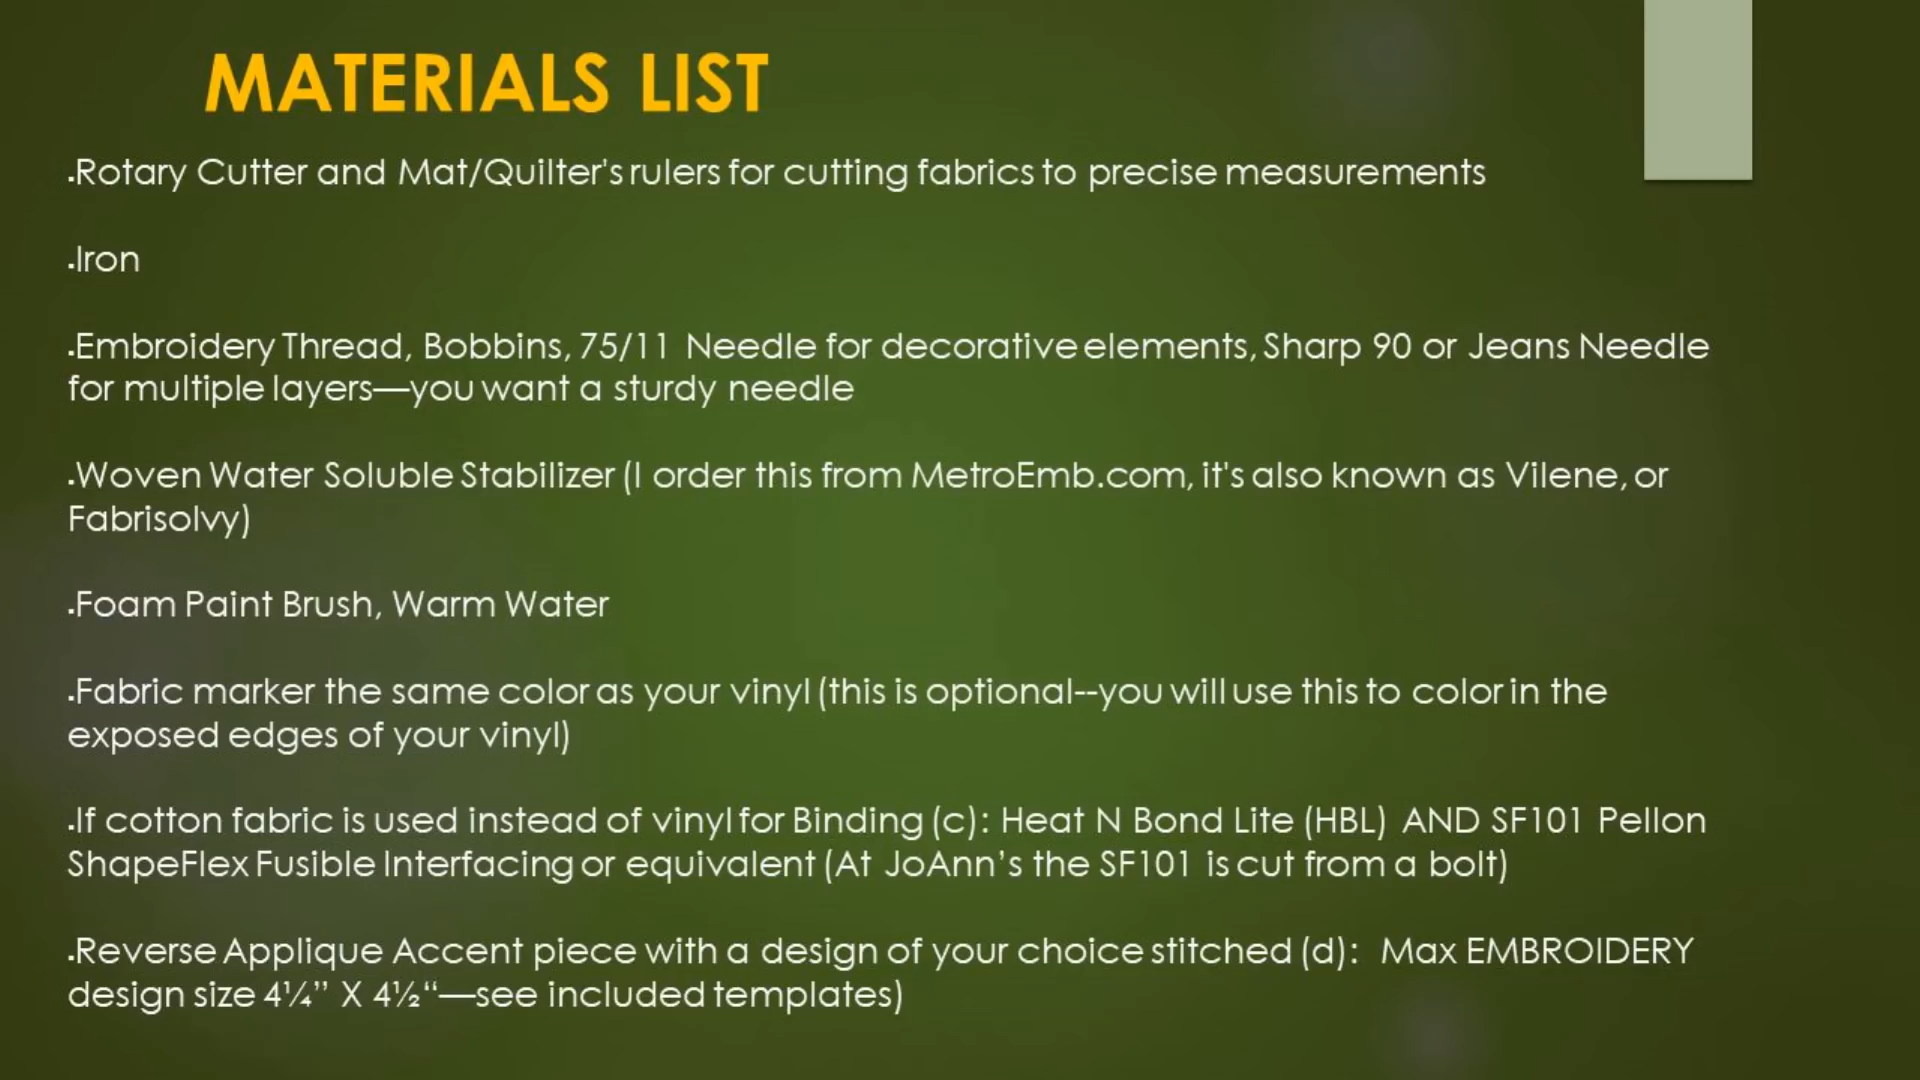 MATERIALS LIST
▪Rotary Cutter and Mat/Quilter's rulers for cutting fabrics to precise measurements
▪Iron
▪Embroidery Thread, Bobbins, 75/11 Needle for decorative elements, Sharp 90 or Jeans Needle
for multiple layers—you want a sturdy needle
▪Woven Water Soluble Stabilizer (I order this from MetroEmb.com, it's also known as Vilene, or
Fabrisolvy)
▪Foam Paint Brush, Warm Water
▪Fabric marker the same color as your vinyl (this is optional--you will use this to color in the
exposed edges of your vinyl)
▪If cotton fabric is used instead of vinyl for Binding (c): Heat N Bond Lite (HBL) AND SF101 Pellon
ShapeFlex Fusible Interfacing or equivalent (At JoAnn’s the SF101 is cut from a bolt)
▪Reverse Applique Accent piece with a design of your choice stitched (d): Max EMBROIDERY
design size 4¼” X 4½“—see included templates)